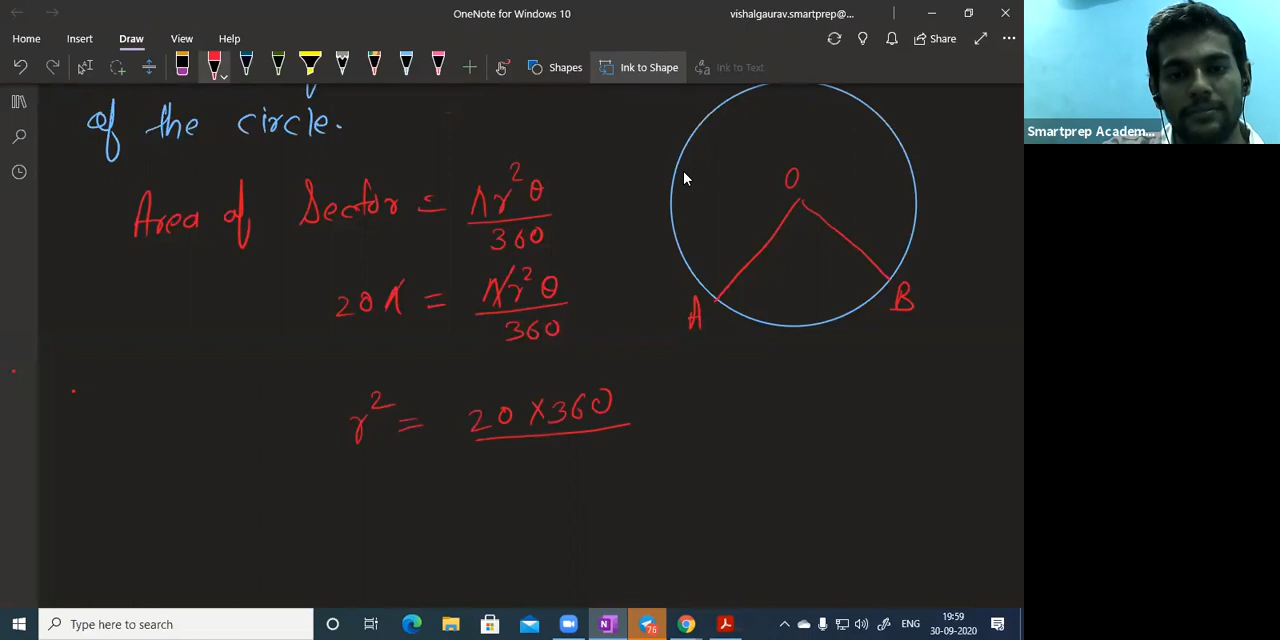 OneNote for Windows 10
vishalgaurav.smartprep@...
Home Insert Draw View Help
Share
Shapes
Ink to Shape
Ink to Text
Smartprep Academ...
of the circle.
Area of Sector = πr²θ
360
20π = πr²θ
360
r² = 20 × 360
O
A
B
Type here to search
76
N
ENG
19:59
30-09-2020